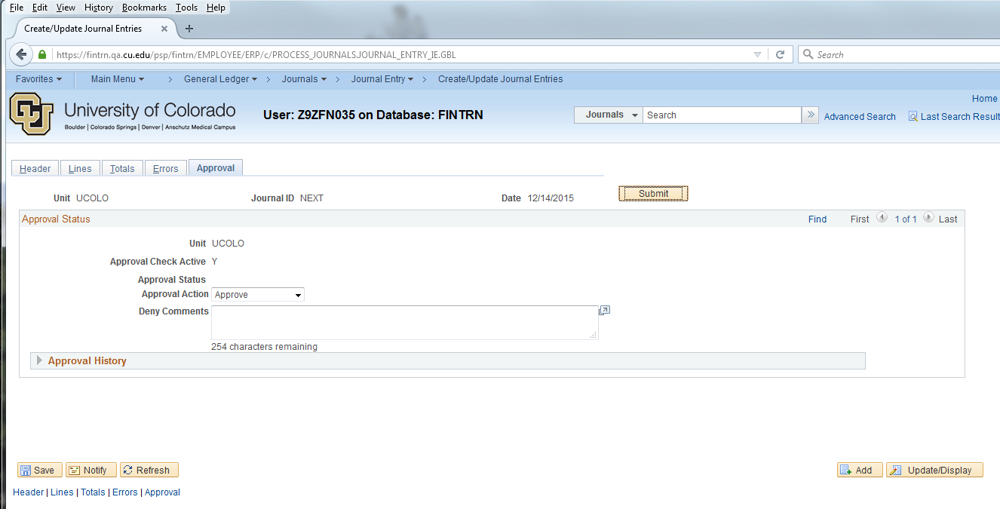 File Edit View History Bookmarks Tools Help
Create/Update Journal Entries × +
https://fintrn.qa.cu.edu/psp/fintrn/EMPLOYEE/ERP/c/PROCESS_JOURNALS.JOURNAL_ENTRY_IE.GBL Search
Favorites Main Menu > General Ledger > Journals > Journal Entry > Create/Update Journal Entries
Home
University of Colorado
Boulder | Colorado Springs | Denver | Anschutz Medical Campus
User: Z9ZFN035 on Database: FINTRN
Journals Search » Advanced Search Last Search Result
Header Lines Totals Errors Approval
Unit UCOLO Journal ID NEXT Date 12/14/2015 Submit
Approval Status Find First 1 of 1 Last
Unit UCOLO
Approval Check Active Y
Approval Status
Approval Action Approve
Deny Comments
254 characters remaining
Approval History
Save Notify Refresh Add Update/Display
Header | Lines | Totals | Errors | Approval